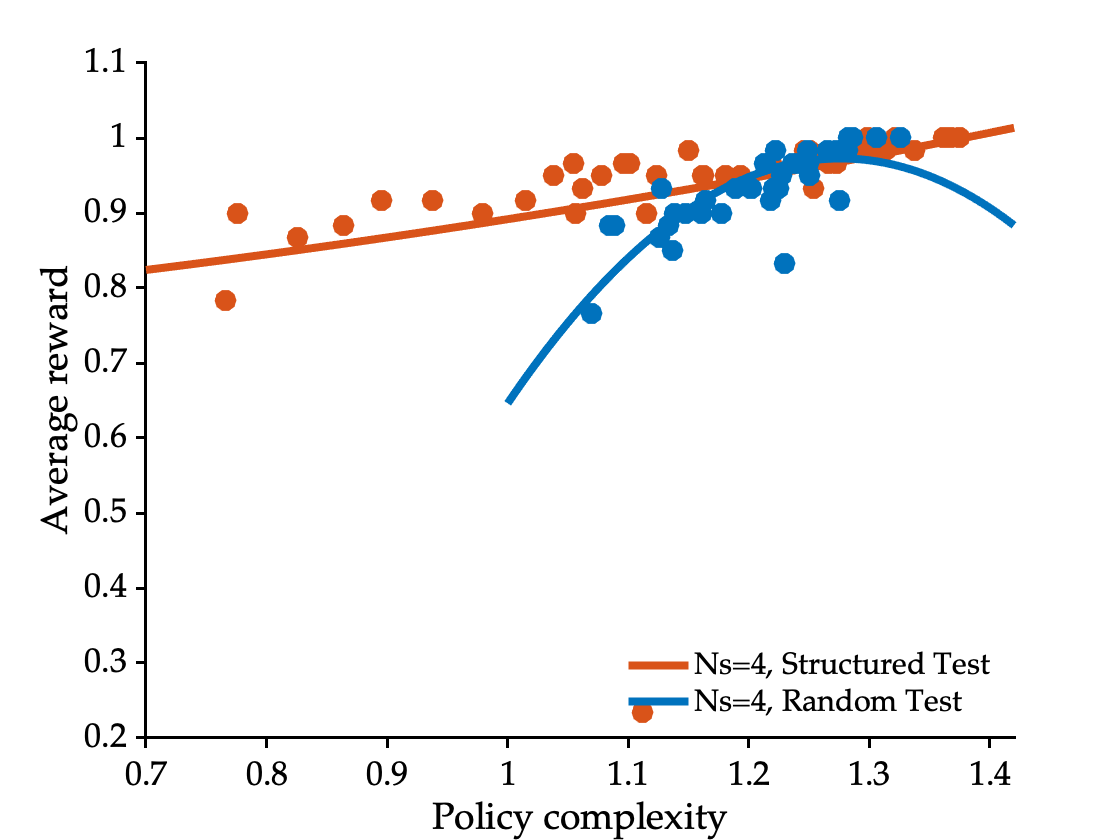 1.1
1
0.9
0.8
0.7
0.6
0.5
0.4
0.3
0.2
Average reward
Ns=4, Structured Test
Ns=4, Random Test
0.7 0.8 0.9 1 1.1 1.2 1.3 1.4
Policy complexity